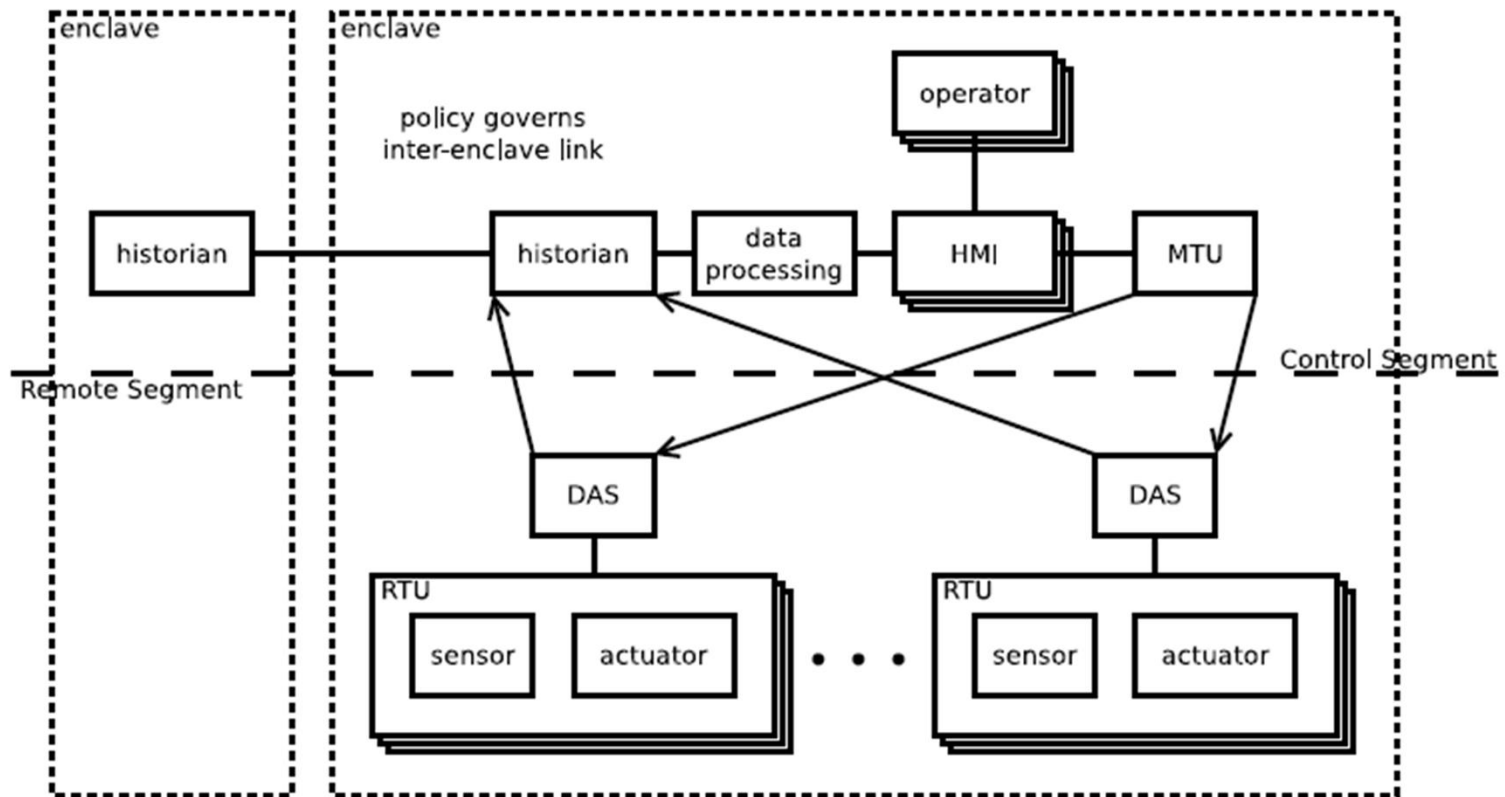 enclave
enclave
operator
policy governs
inter-enclave link
historian
historian
data
processing
HMI
MTU
Control Segment
Remote Segment
DAS
DAS
RTU
RTU
sensor
actuator
sensor
actuator